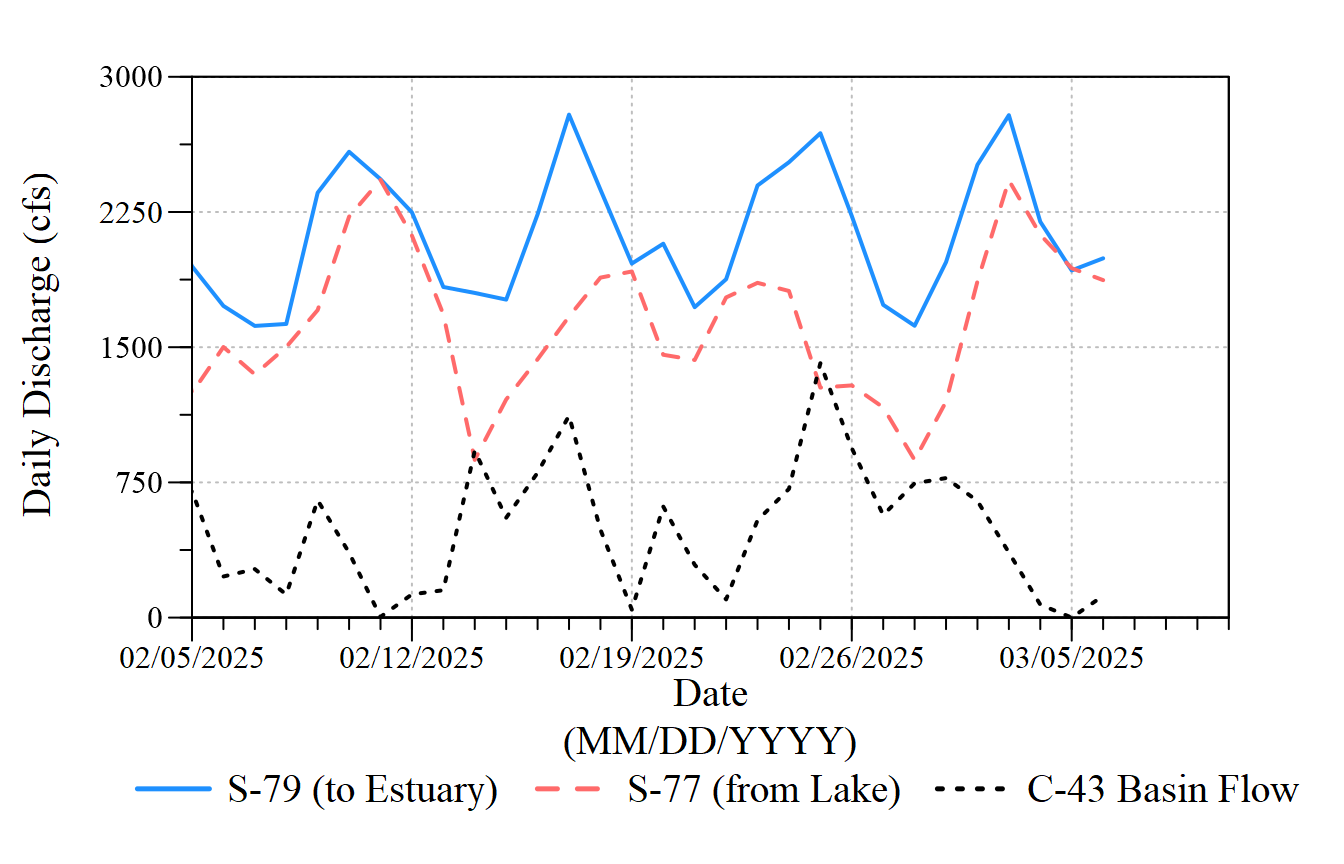 3000
2250
1500
750
0
Daily Discharge (cfs)
02/05/2025 02/12/2025 02/19/2025 02/26/2025 03/05/2025
Date
(MM/DD/YYYY)
S-79 (to Estuary) S-77 (from Lake) C-43 Basin Flow